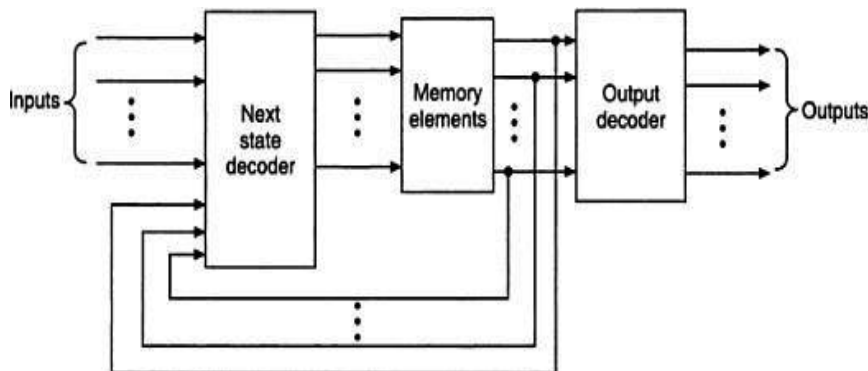 Inputs
Next
state
decoder
Memory
elements
Output
decoder
Outputs